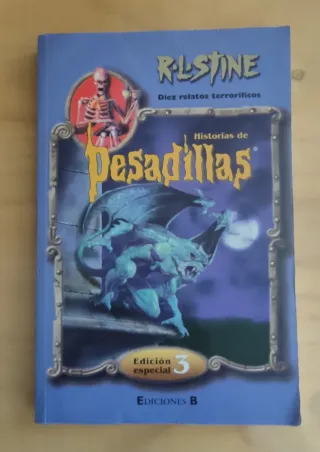 R.L.STINE
Diez relatos terroríficos
Historias de
Pesadillas®
Edición
especial 3
EDICIONES B